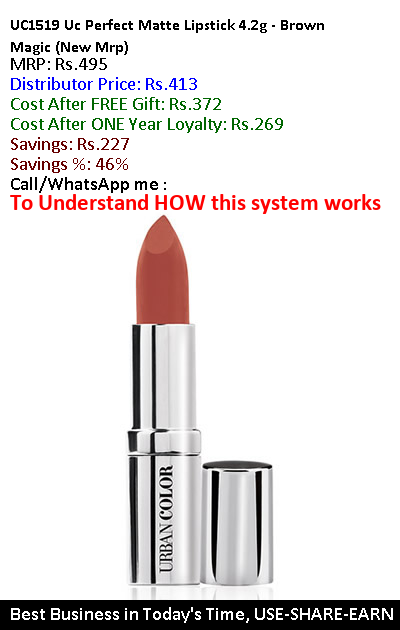 UC1519 Uc Perfect Matte Lipstick 4.2g - Brown
Magic (New Mrp)
MRP: Rs.495
Distributor Price: Rs.413
Cost After FREE Gift: Rs.372
Cost After ONE Year Loyalty: Rs.269
Savings: Rs.227
Savings %: 46%
Call/WhatsApp me :
To Understand HOW this system works
URBAN COLOR
Best Business in Today's Time, USE-SHARE-EARN